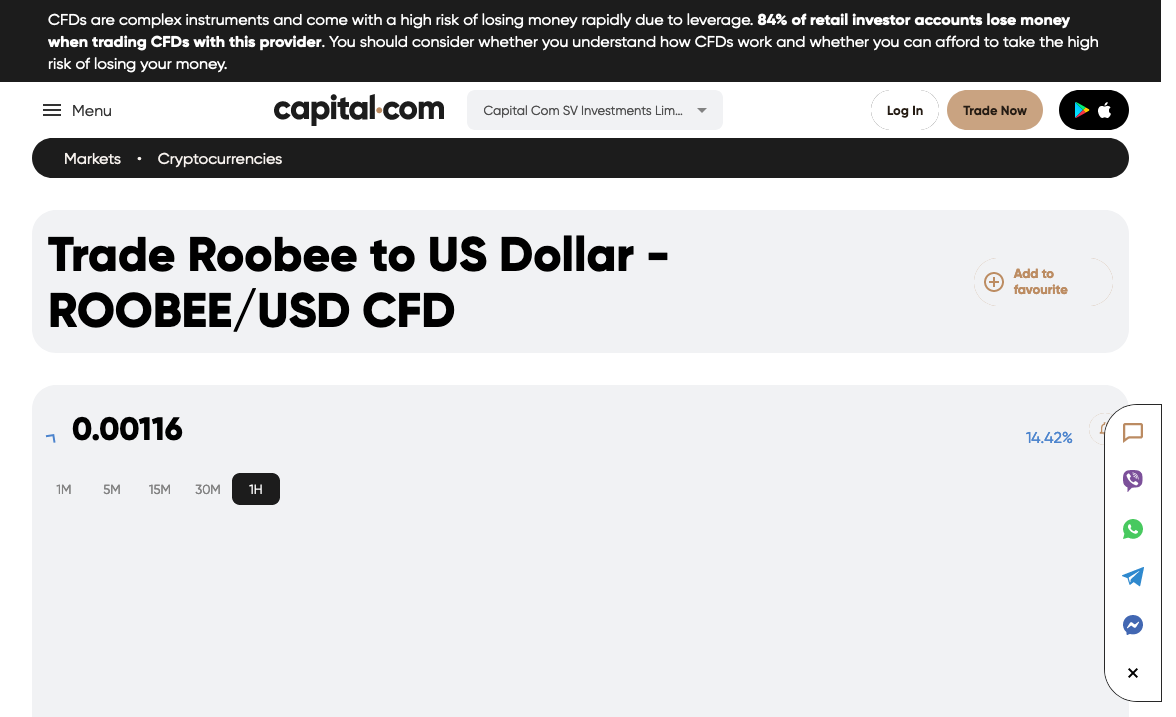 CFDs are complex instruments and come with a high risk of losing money rapidly due to leverage. 84% of retail investor accounts lose money
when trading CFDs with this provider. You should consider whether you understand how CFDs work and whether you can afford to take the high
risk of losing your money.
Menu
capital.com
Capital Com SV Investments Lim...
Log In
Trade Now
Markets • Cryptocurrencies
Trade Roobee to US Dollar -
ROOBEE/USD CFD
Add to
favourite
0.00116
14.42%
1M 5M 15M 30M 1H